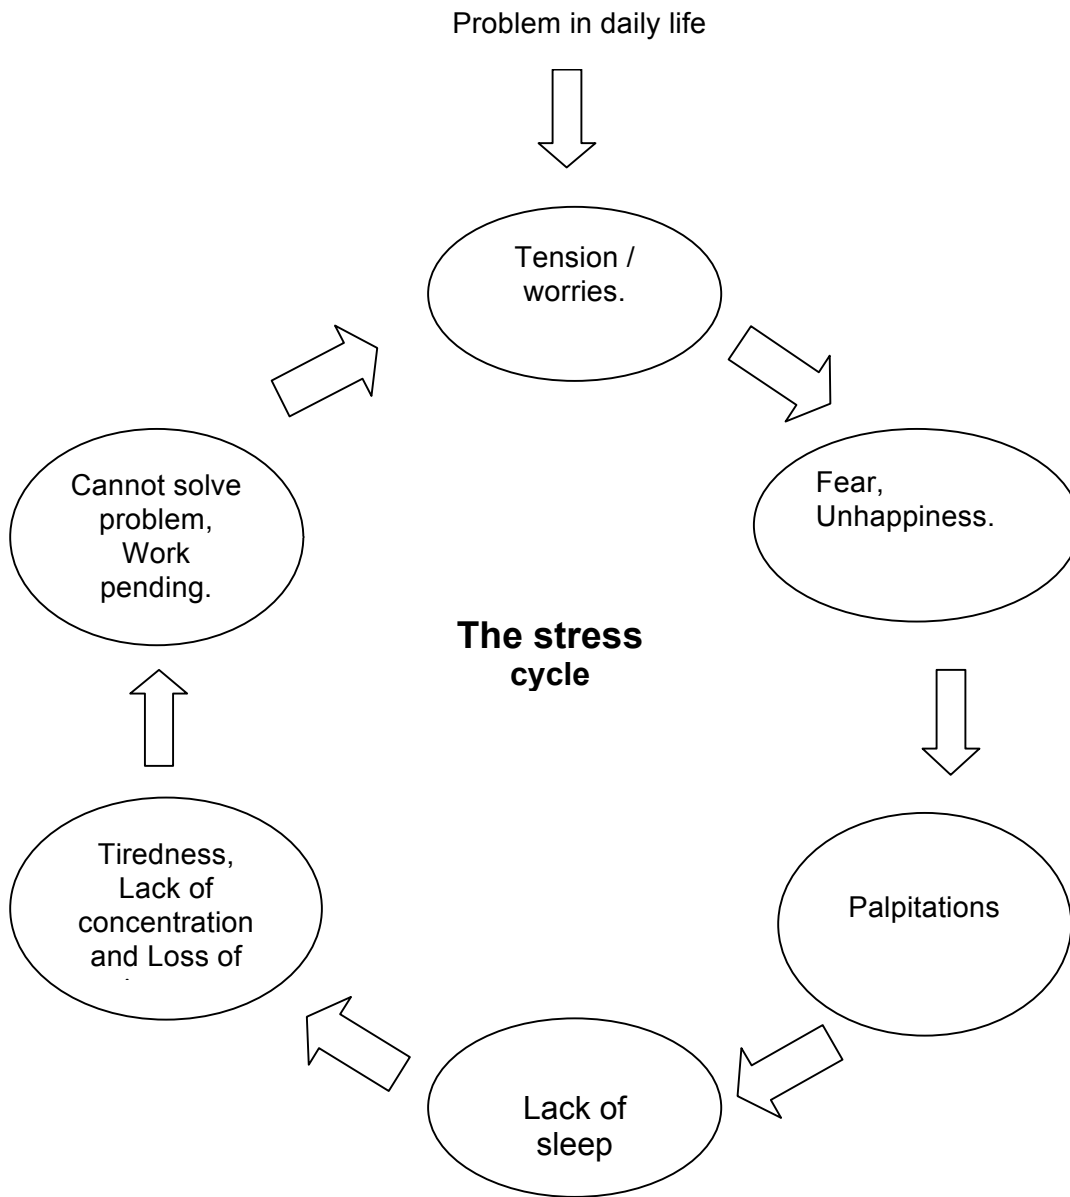 Problem in daily life
Tension /
worries.
Fear,
Unhappiness.
Palpitations
Lack of
sleep
Tiredness,
Lack of
concentration
and Loss of
Cannot solve
problem,
Work
pending.
The stress
cycle